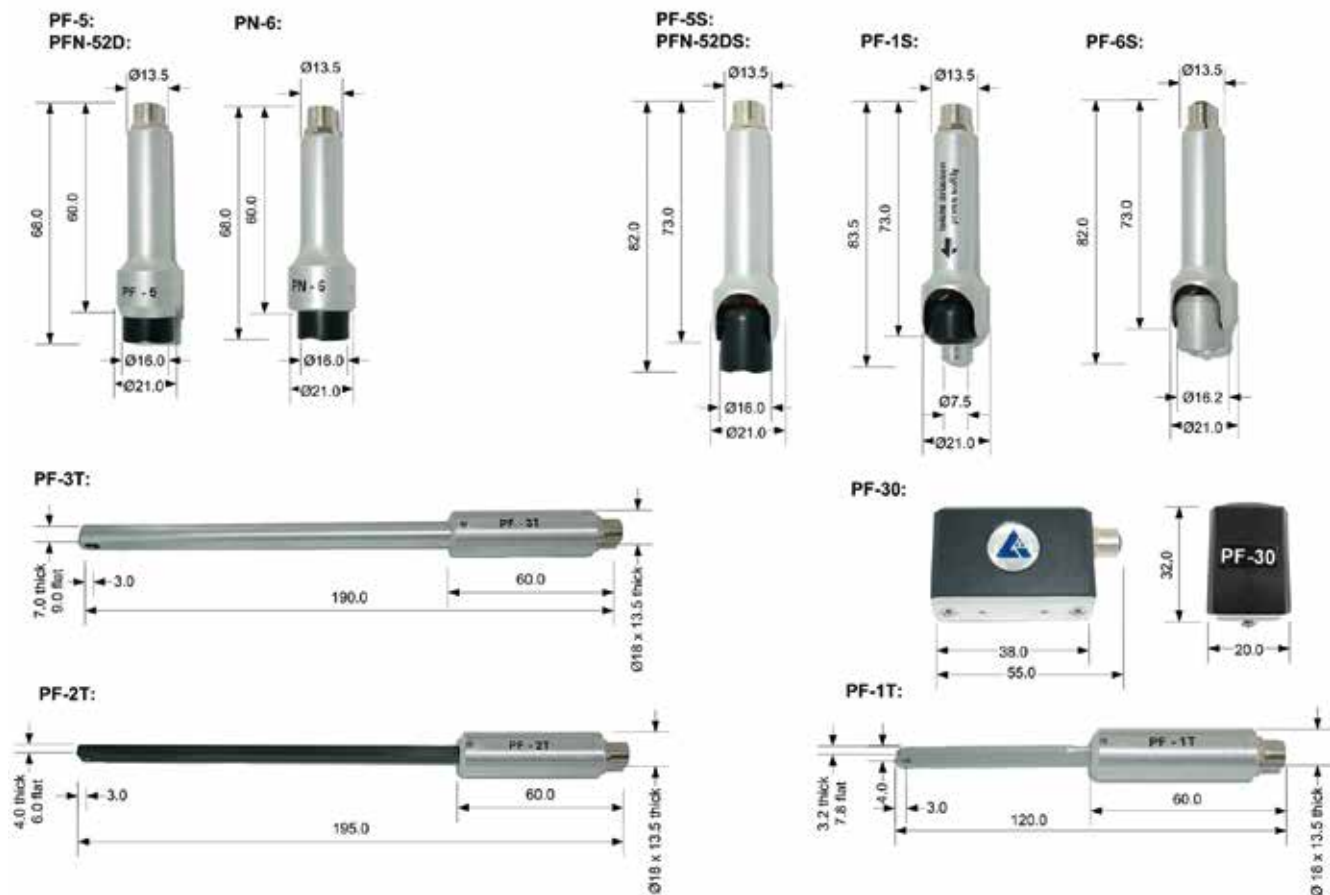 PF-5:
PFN-52D:
PN-6:
PF-5S:
PFN-52DS:
PF-1S:
PF-6S:
Ø13.5
Ø13.5
Ø13.5
Ø13.5
Ø13.5
68.0
60.0
68.0
60.0
82.0
73.0
83.5
73.0
82.0
73.0
PF - 5
PN - 6
Ø16.0
Ø21.0
Ø16.0
Ø21.0
Ø16.0
Ø21.0
Ø7.5
Ø21.0
Ø16.2
Ø21.0
PF-3T:
PF - 3T
7.0 thick
9.0 flat
3.0
60.0
190.0
Ø18 x 13.5 thick
PF-30:
PF-30
32.0
38.0
55.0
20.0
PF-2T:
PF - 2T
4.0 thick
6.0 flat
3.0
60.0
195.0
Ø18 x 13.5 thick
PF-1T:
PF - 1T
3.2 thick
7.8 flat
4.0
3.0
60.0
120.0
Ø 18 x 13.5 thick